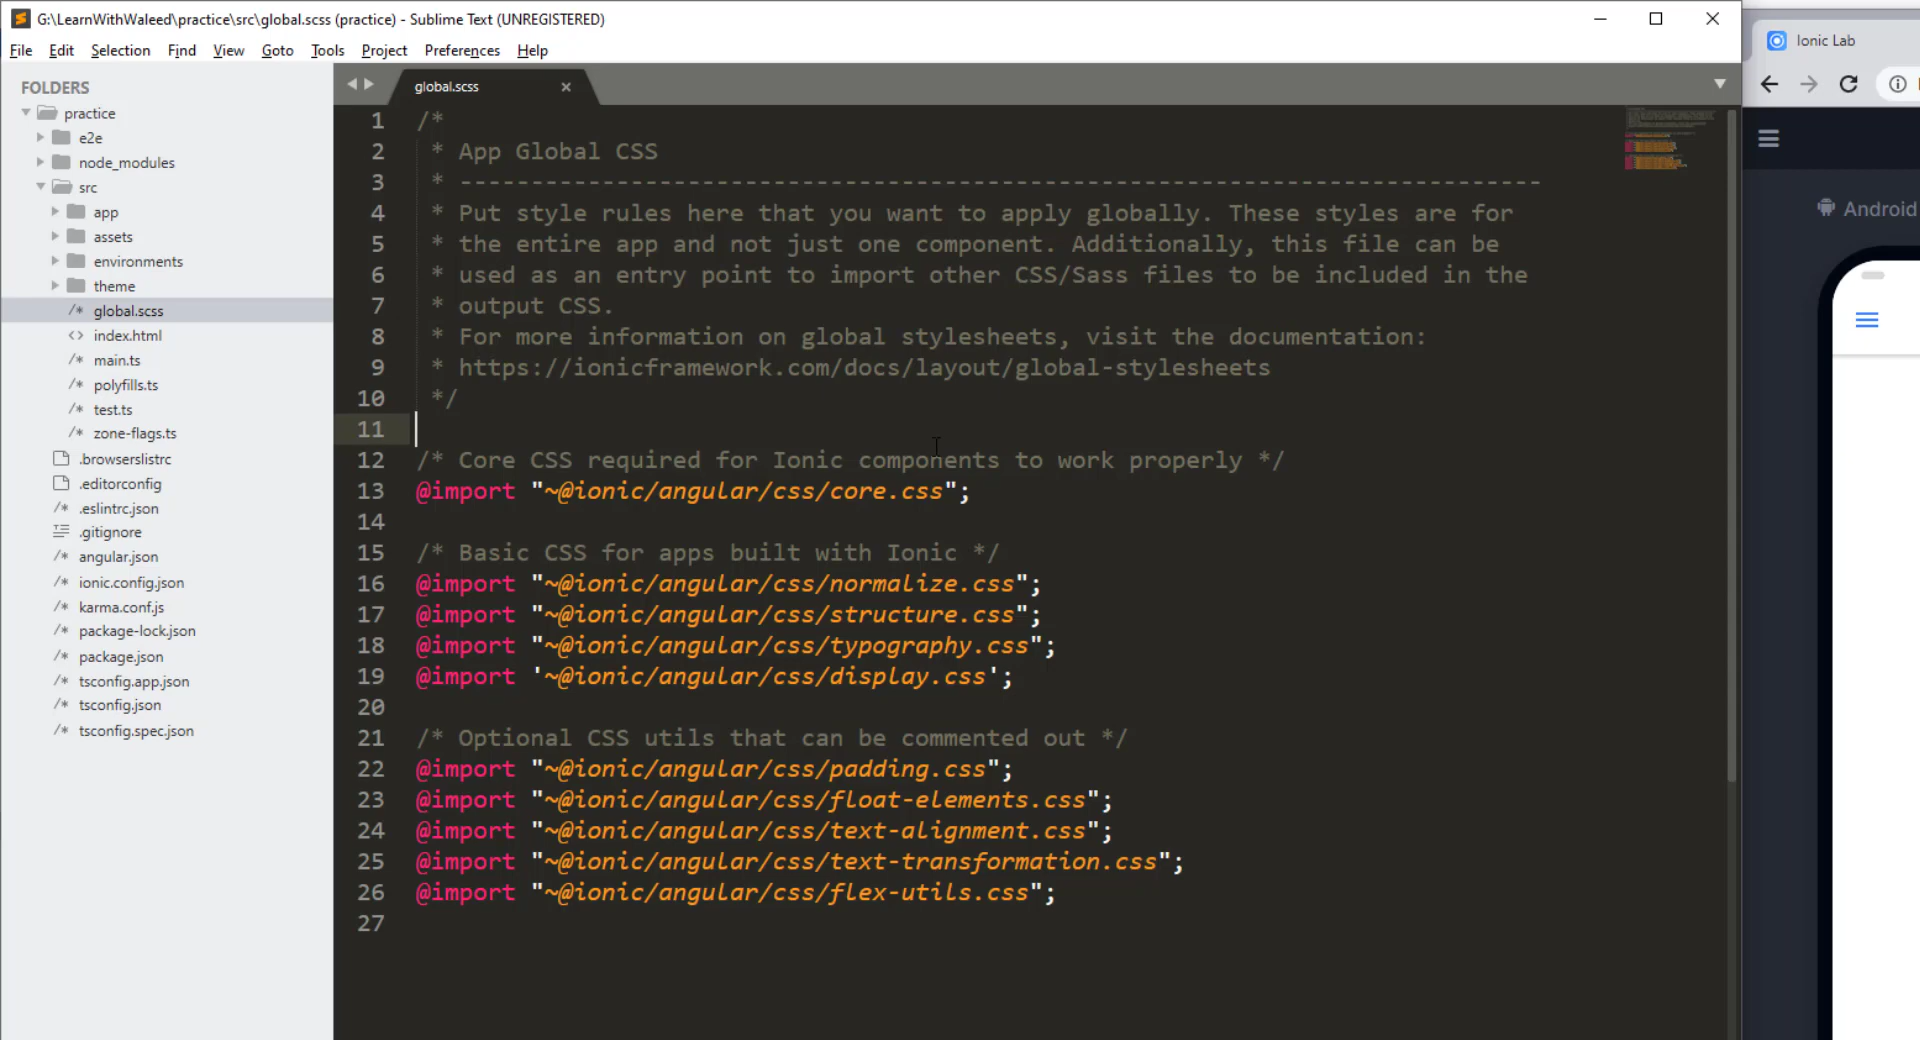 G:\LearnWithWaleed\practice\src\global.scss (practice) - Sublime Text (UNREGISTERED)
File Edit Selection Find View Goto Tools Project Preferences Help
FOLDERS
practice
e2e
node_modules
src
app
assets
environments
theme
/* global.scss
<> index.html
/* main.ts
/* polyfills.ts
/* test.ts
/* zone-flags.ts
.browserslistrc
.editorconfig
/* .eslintrc.json
.gitignore
/* angular.json
/* ionic.config.json
/* karma.conf.js
/* package-lock.json
/* package.json
/* tsconfig.app.json
/* tsconfig.json
/* tsconfig.spec.json
global.scss
1 /*
2 * App Global CSS
3 * ----------------------------------------------------------------------------
4 * Put style rules here that you want to apply globally. These styles are for
5 * the entire app and not just one component. Additionally, this file can be
6 * used as an entry point to import other CSS/Sass files to be included in the
7 * output CSS.
8 * For more information on global stylesheets, visit the documentation:
9 * https://ionicframework.com/docs/layout/global-stylesheets
10 */
11
12 /* Core CSS required for Ionic components to work properly */
13 @import "~@ionic/angular/css/core.css";
14
15 /* Basic CSS for apps built with Ionic */
16 @import "~@ionic/angular/css/normalize.css";
17 @import "~@ionic/angular/css/structure.css";
18 @import "~@ionic/angular/css/typography.css";
19 @import '~@ionic/angular/css/display.css';
20
21 /* Optional CSS utils that can be commented out */
22 @import "~@ionic/angular/css/padding.css";
23 @import "~@ionic/angular/css/float-elements.css";
24 @import "~@ionic/angular/css/text-alignment.css";
25 @import "~@ionic/angular/css/text-transformation.css";
26 @import "~@ionic/angular/css/flex-utils.css";
27
Ionic Lab
Android